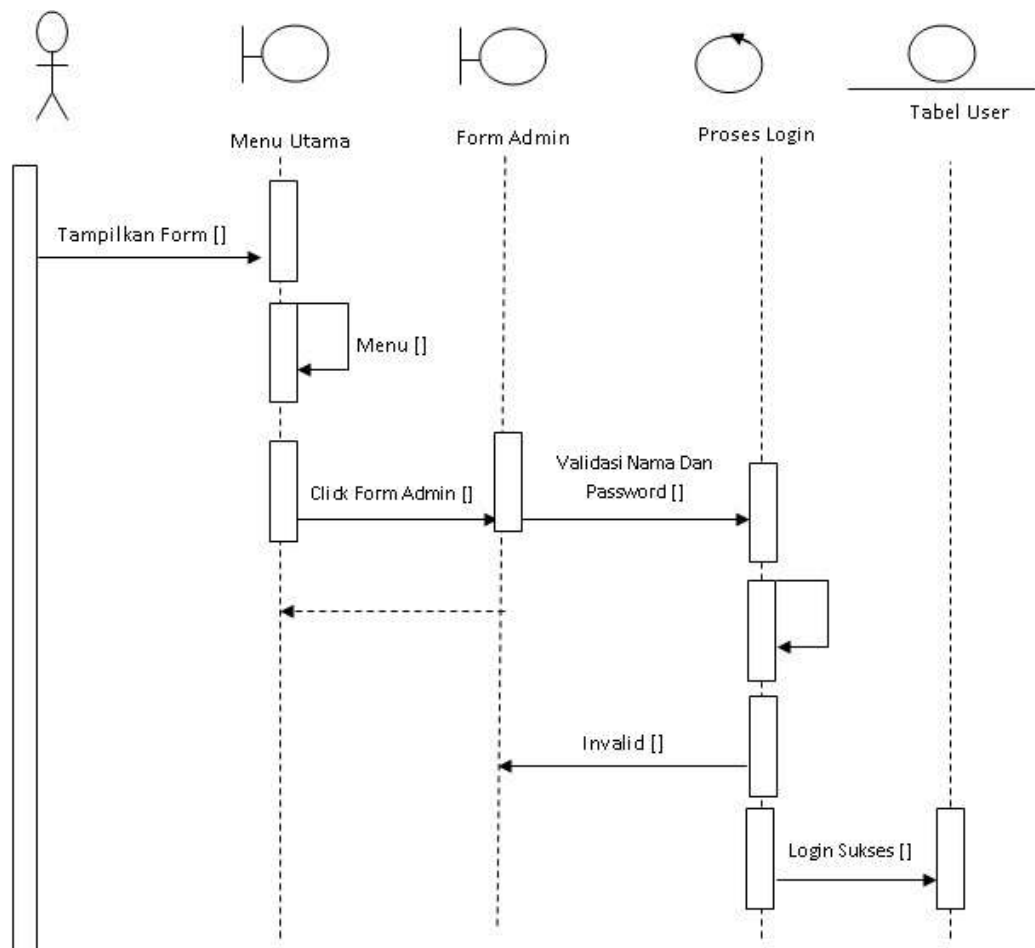 Menu Utama
Form Admin
Proses Login
Tabel User
Tampilkan Form []
Menu []
Click Form Admin []
Validasi Nama Dan
Password []
Invalid []
Login Sukses []